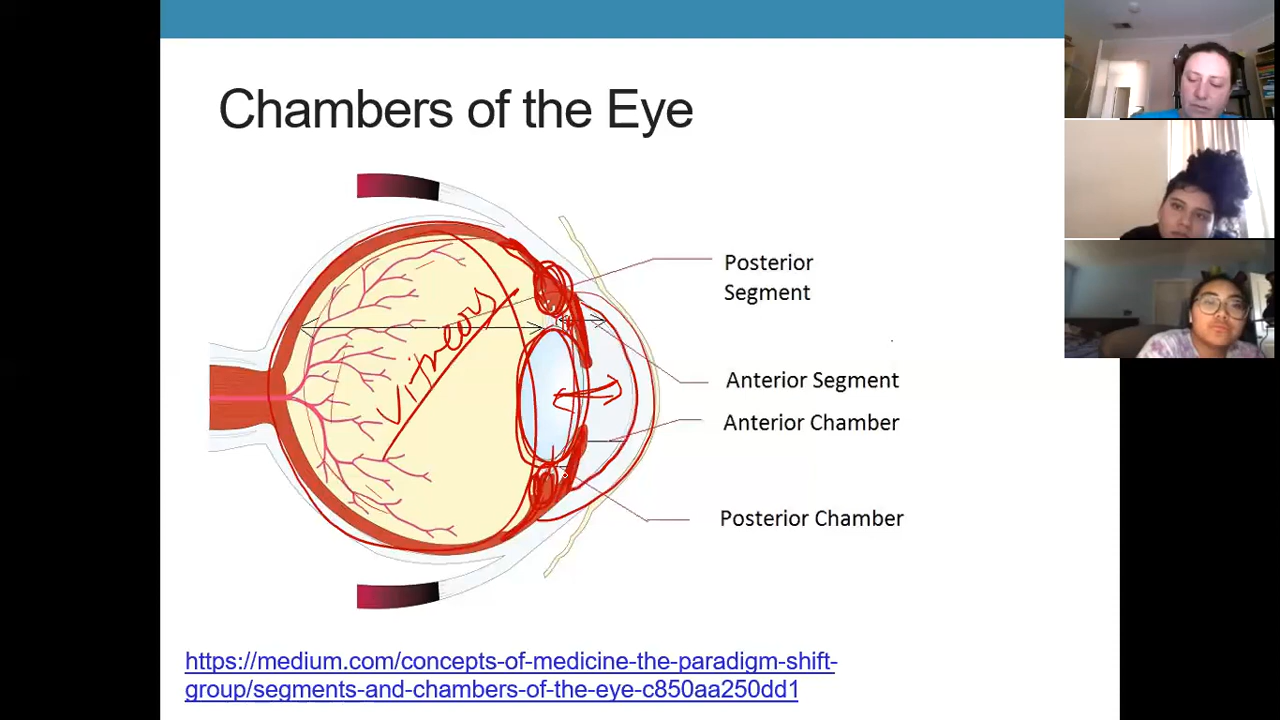 Chambers of the Eye
Posterior
Segment
Vitreous
Anterior Segment
Anterior Chamber
Posterior Chamber
https://medium.com/concepts-of-medicine-the-paradigm-shift-
group/segments-and-chambers-of-the-eye-c850aa250dd1